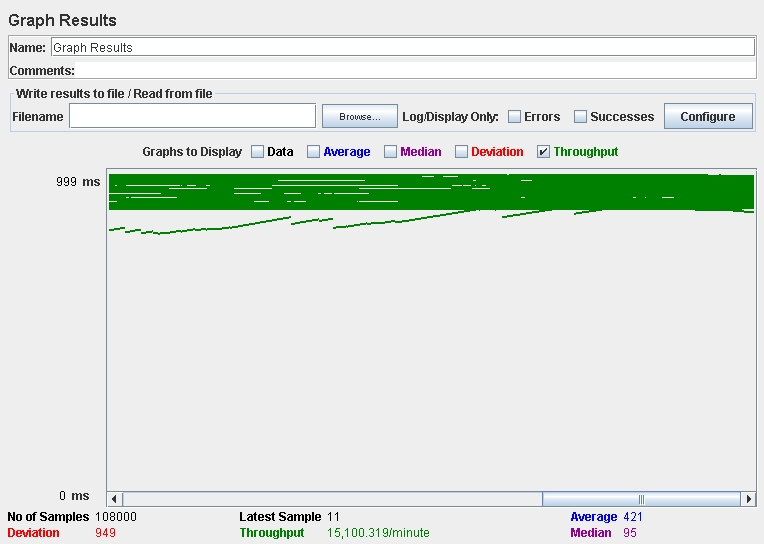 Graph Results
Name: Graph Results
Comments:
Write results to file / Read from file
Filename Browse... Log/Display Only: Errors Successes Configure
Graphs to Display Data Average Median Deviation Throughput
999 ms
0 ms
No of Samples 108000 Latest Sample 11 Average 421
Deviation 949 Throughput 15,100.319/minute Median 95